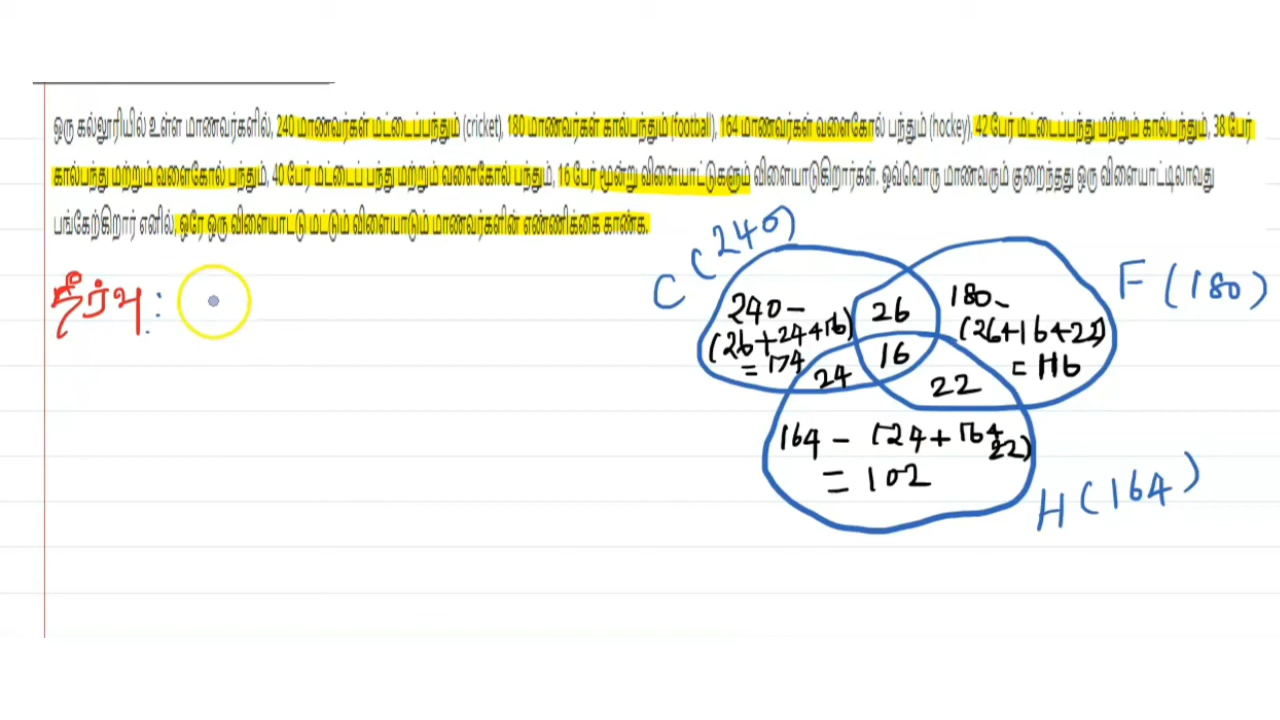 ஒரு கல்லூரியில் உள்ள மாணவர்களில், 240 மாணவர்கள் மட்டைப்பந்தும் (cricket), 180 மாணவர்கள் கால்பந்தும் (football), 164 மாணவர்கள் வளைகோல் பந்தும் (hockey), 42 பேர் மட்டைப்பந்து மற்றும் கால்பந்தும், 38 பேர்
கால்பந்து மற்றும் வளைகோல் பந்தும், 40 பேர் மட்டைப் பந்து மற்றும் வளைகோல் பந்தும், 16 பேர் மூன்று விளையாட்டுகளும் விளையாடுகிறார்கள். ஒவ்வொரு மாணவரும் குறைந்தது ஒரு விளையாட்டிலாவது
பங்கேற்கிறார் எனில், ஒரே ஒரு விளையாட்டு மட்டும் விளையாடும் மாணவர்களின் எண்ணிக்கை காண்க.
தீர்வு :
C (240)
F (180)
240 -
(26+24+16)
= 174
26
180 -
(26+16+22)
= 116
16
24
22
164 - (24+16+
22)
= 102
H (164)